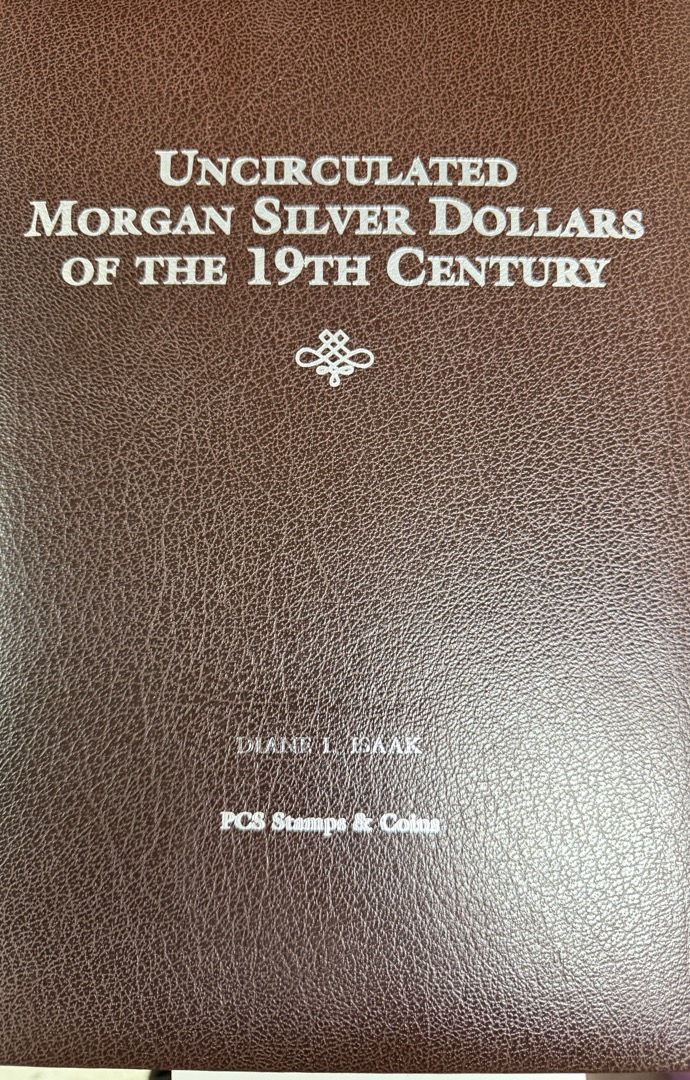 UNCIRCULATED
MORGAN SILVER DOLLARS
OF THE 19TH CENTURY
DIANE L. ISAAK
PCS Stamps & Coins